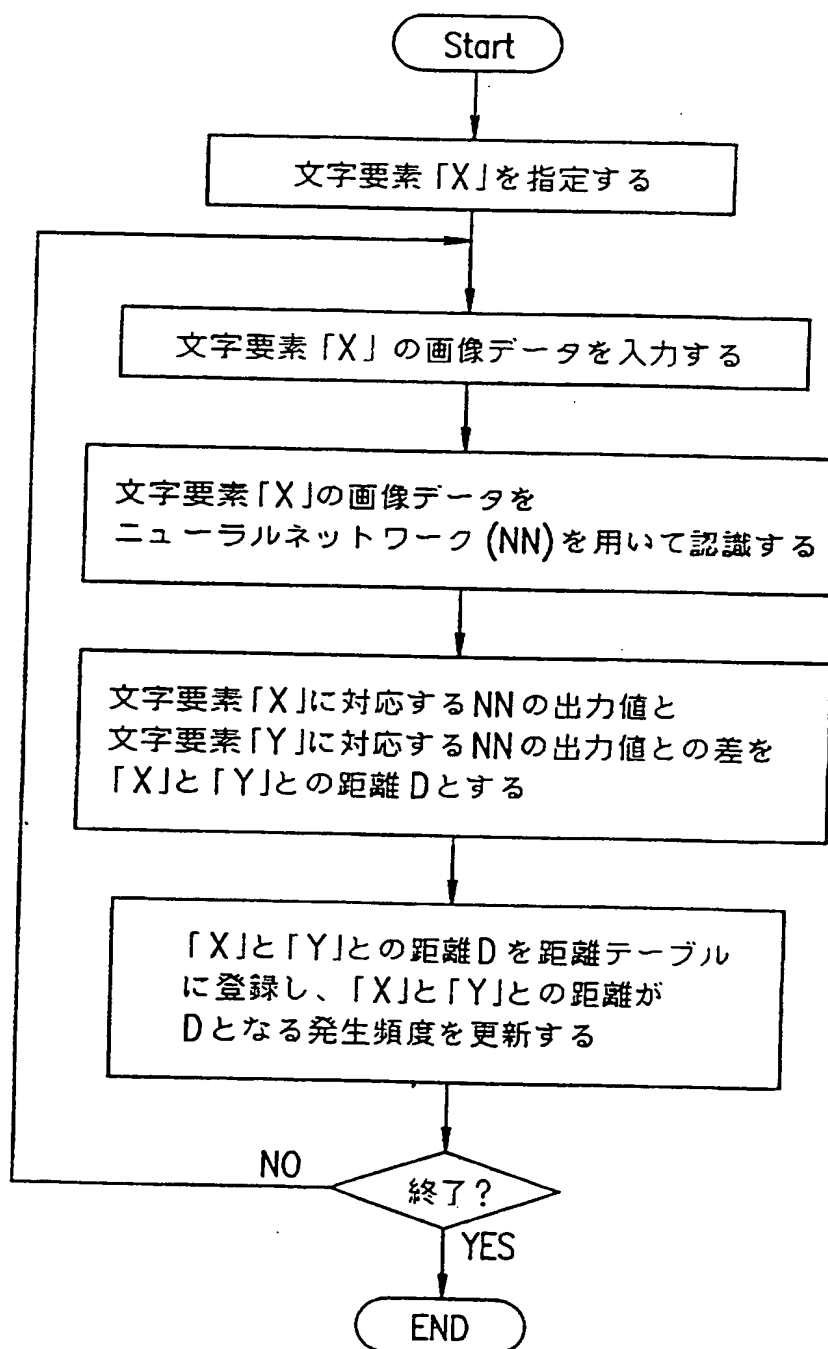 Start
文字要素「X」を指定する
文字要素「X」の画像データを入力する
文字要素「X」の画像データを
ニューラルネットワーク(NN)を用いて認識する
文字要素「X」に対応するNNの出力値と
文字要素「Y」に対応するNNの出力値との差を
「X」と「Y」との距離Dとする
「X」と「Y」との距離Dを距離テーブル
に登録し、「X」と「Y」との距離が
Dとなる発生頻度を更新する
NO
終了?
YES
END